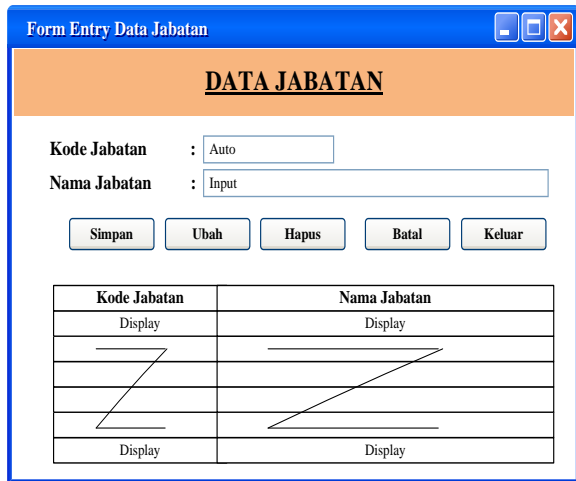 Form Entry Data Jabatan
DATA JABATAN
Kode Jabatan : Auto
Nama Jabatan : Input
Simpan Ubah Hapus Batal Keluar
Kode Jabatan Nama Jabatan
Display Display
Display Display